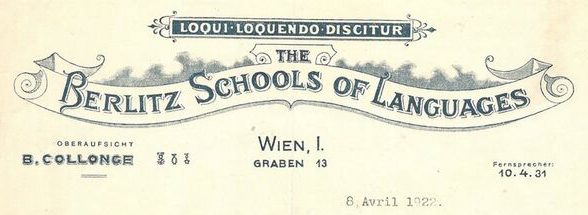 LOQUI·LOQUENDO·DISCITUR
THE
BERLITZ SCHOOLS OF LANGUAGES
OBERAUFSICHT
B. COLLONGE
WIEN, I.
GRABEN 13
Fernsprecher:
10.4.31
8,Avril 1922.